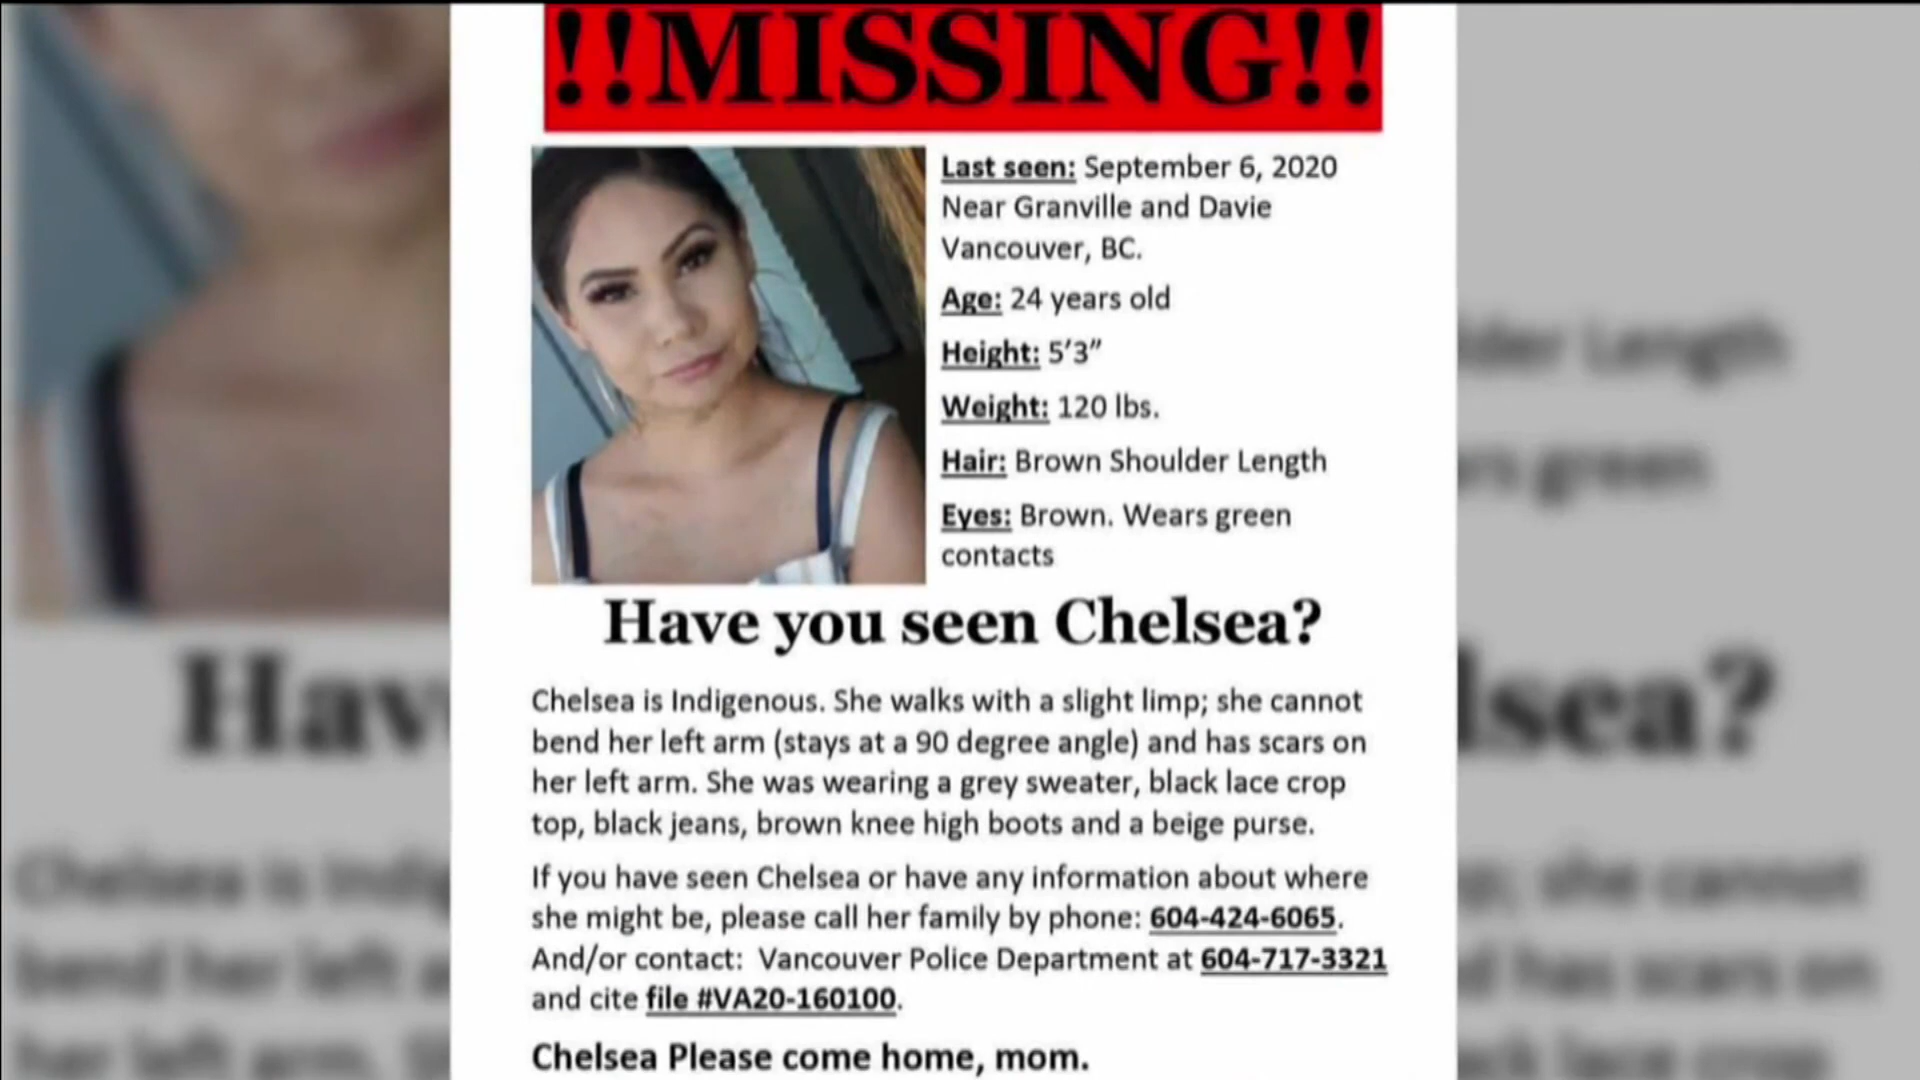 !!MISSING!!
Last seen: September 6, 2020
Near Granville and Davie
Vancouver, BC.
Age: 24 years old
Height: 5’3”
Weight: 120 lbs.
Hair: Brown Shoulder Length
Eyes: Brown. Wears green
contacts
Have you seen Chelsea?
Chelsea is Indigenous. She walks with a slight limp; she cannot
bend her left arm (stays at a 90 degree angle) and has scars on
her left arm. She was wearing a grey sweater, black lace crop
top, black jeans, brown knee high boots and a beige purse.
If you have seen Chelsea or have any information about where
she might be, please call her family by phone: 604-424-6065.
And/or contact: Vancouver Police Department at 604-717-3321
and cite file #VA20-160100.
Chelsea Please come home, mom.